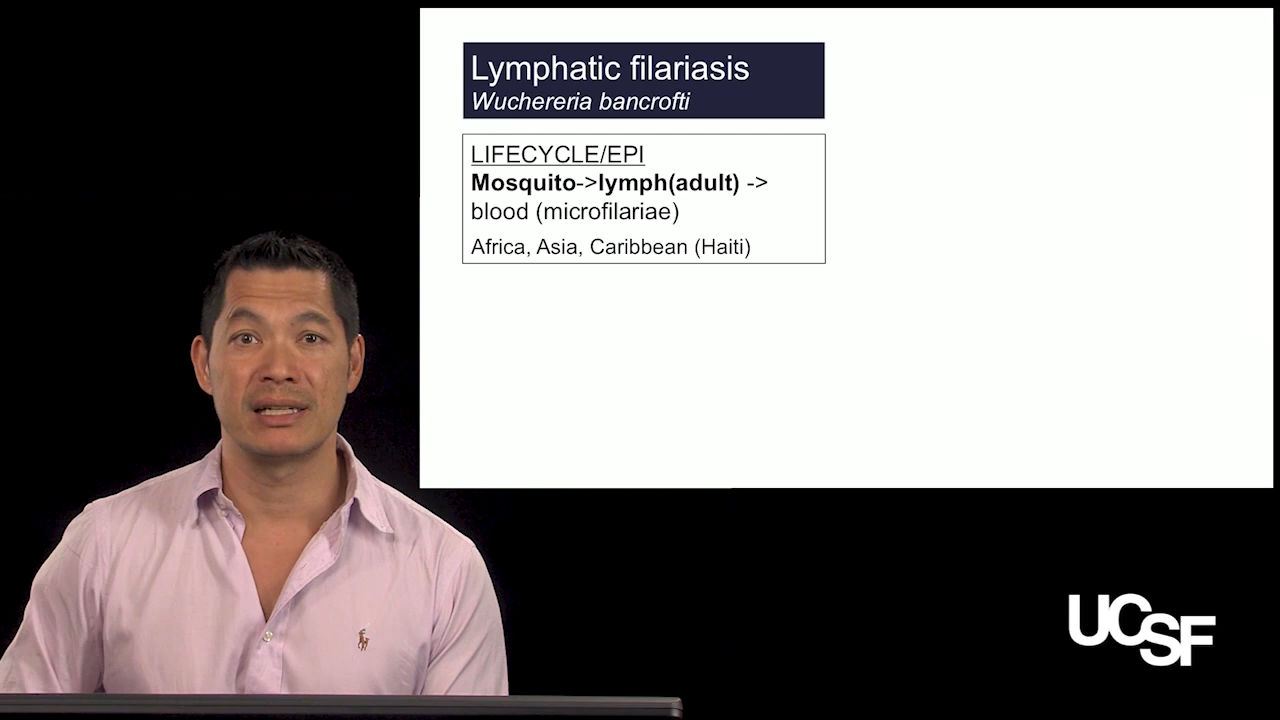 Lymphatic filariasis
Wuchereria bancrofti
LIFECYCLE/EPI
Mosquito->lymph(adult) ->
blood (microfilariae)
Africa, Asia, Caribbean (Haiti)
UCSF